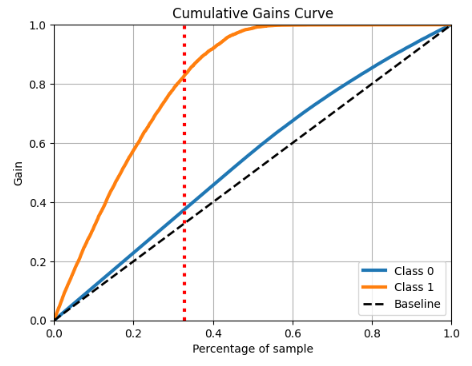 Cumulative Gains Curve
1.0
0.8
0.6
0.4
0.2
0.0
Gain
Class 0
Class 1
Baseline
0.0 0.2 0.4 0.6 0.8 1.0
Percentage of sample